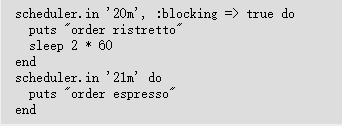 scheduler.in '20m', :blocking => true do
  puts "order ristretto"
  sleep 2 * 60
end
scheduler.in '21m' do
  puts "order espresso"
end